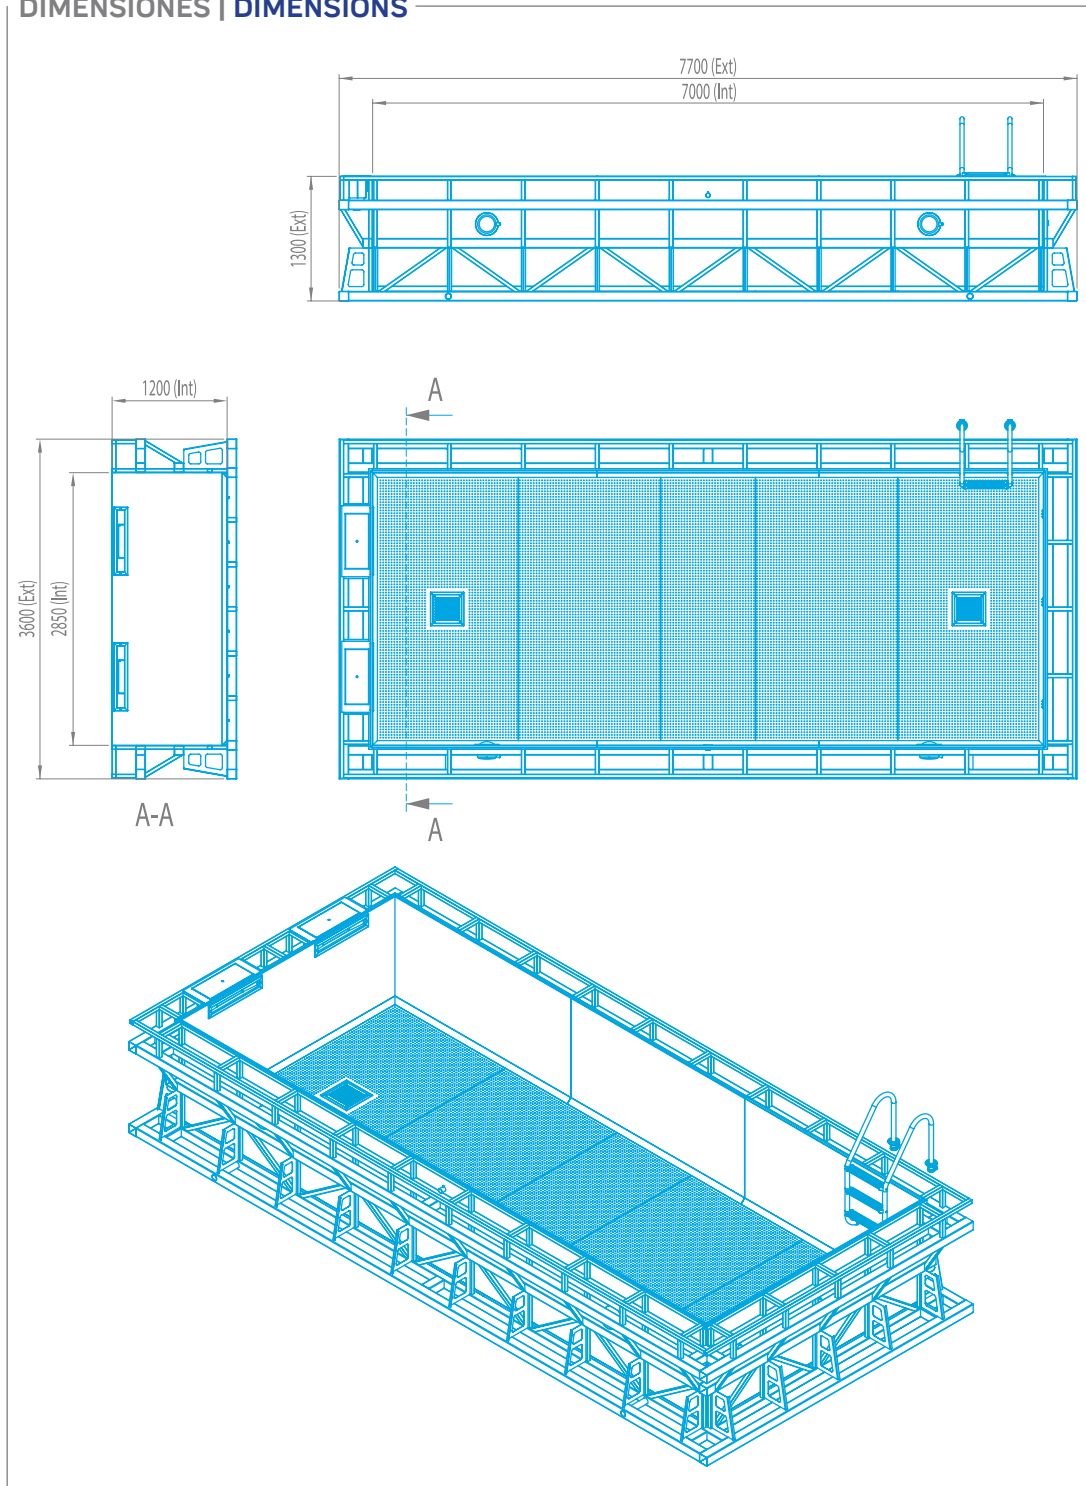 DIMENSIONES | DIMENSIONS
7700 (Ext)
7000 (Int)
1300 (Ext)
1200 (Int)
A
3600 (Ext)
2850 (Int)
A-A
A